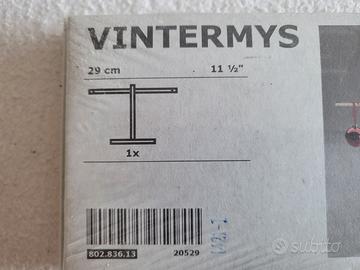 VINTERMYS
29 cm 11 ½"
1x
802.836.13 20529
subito